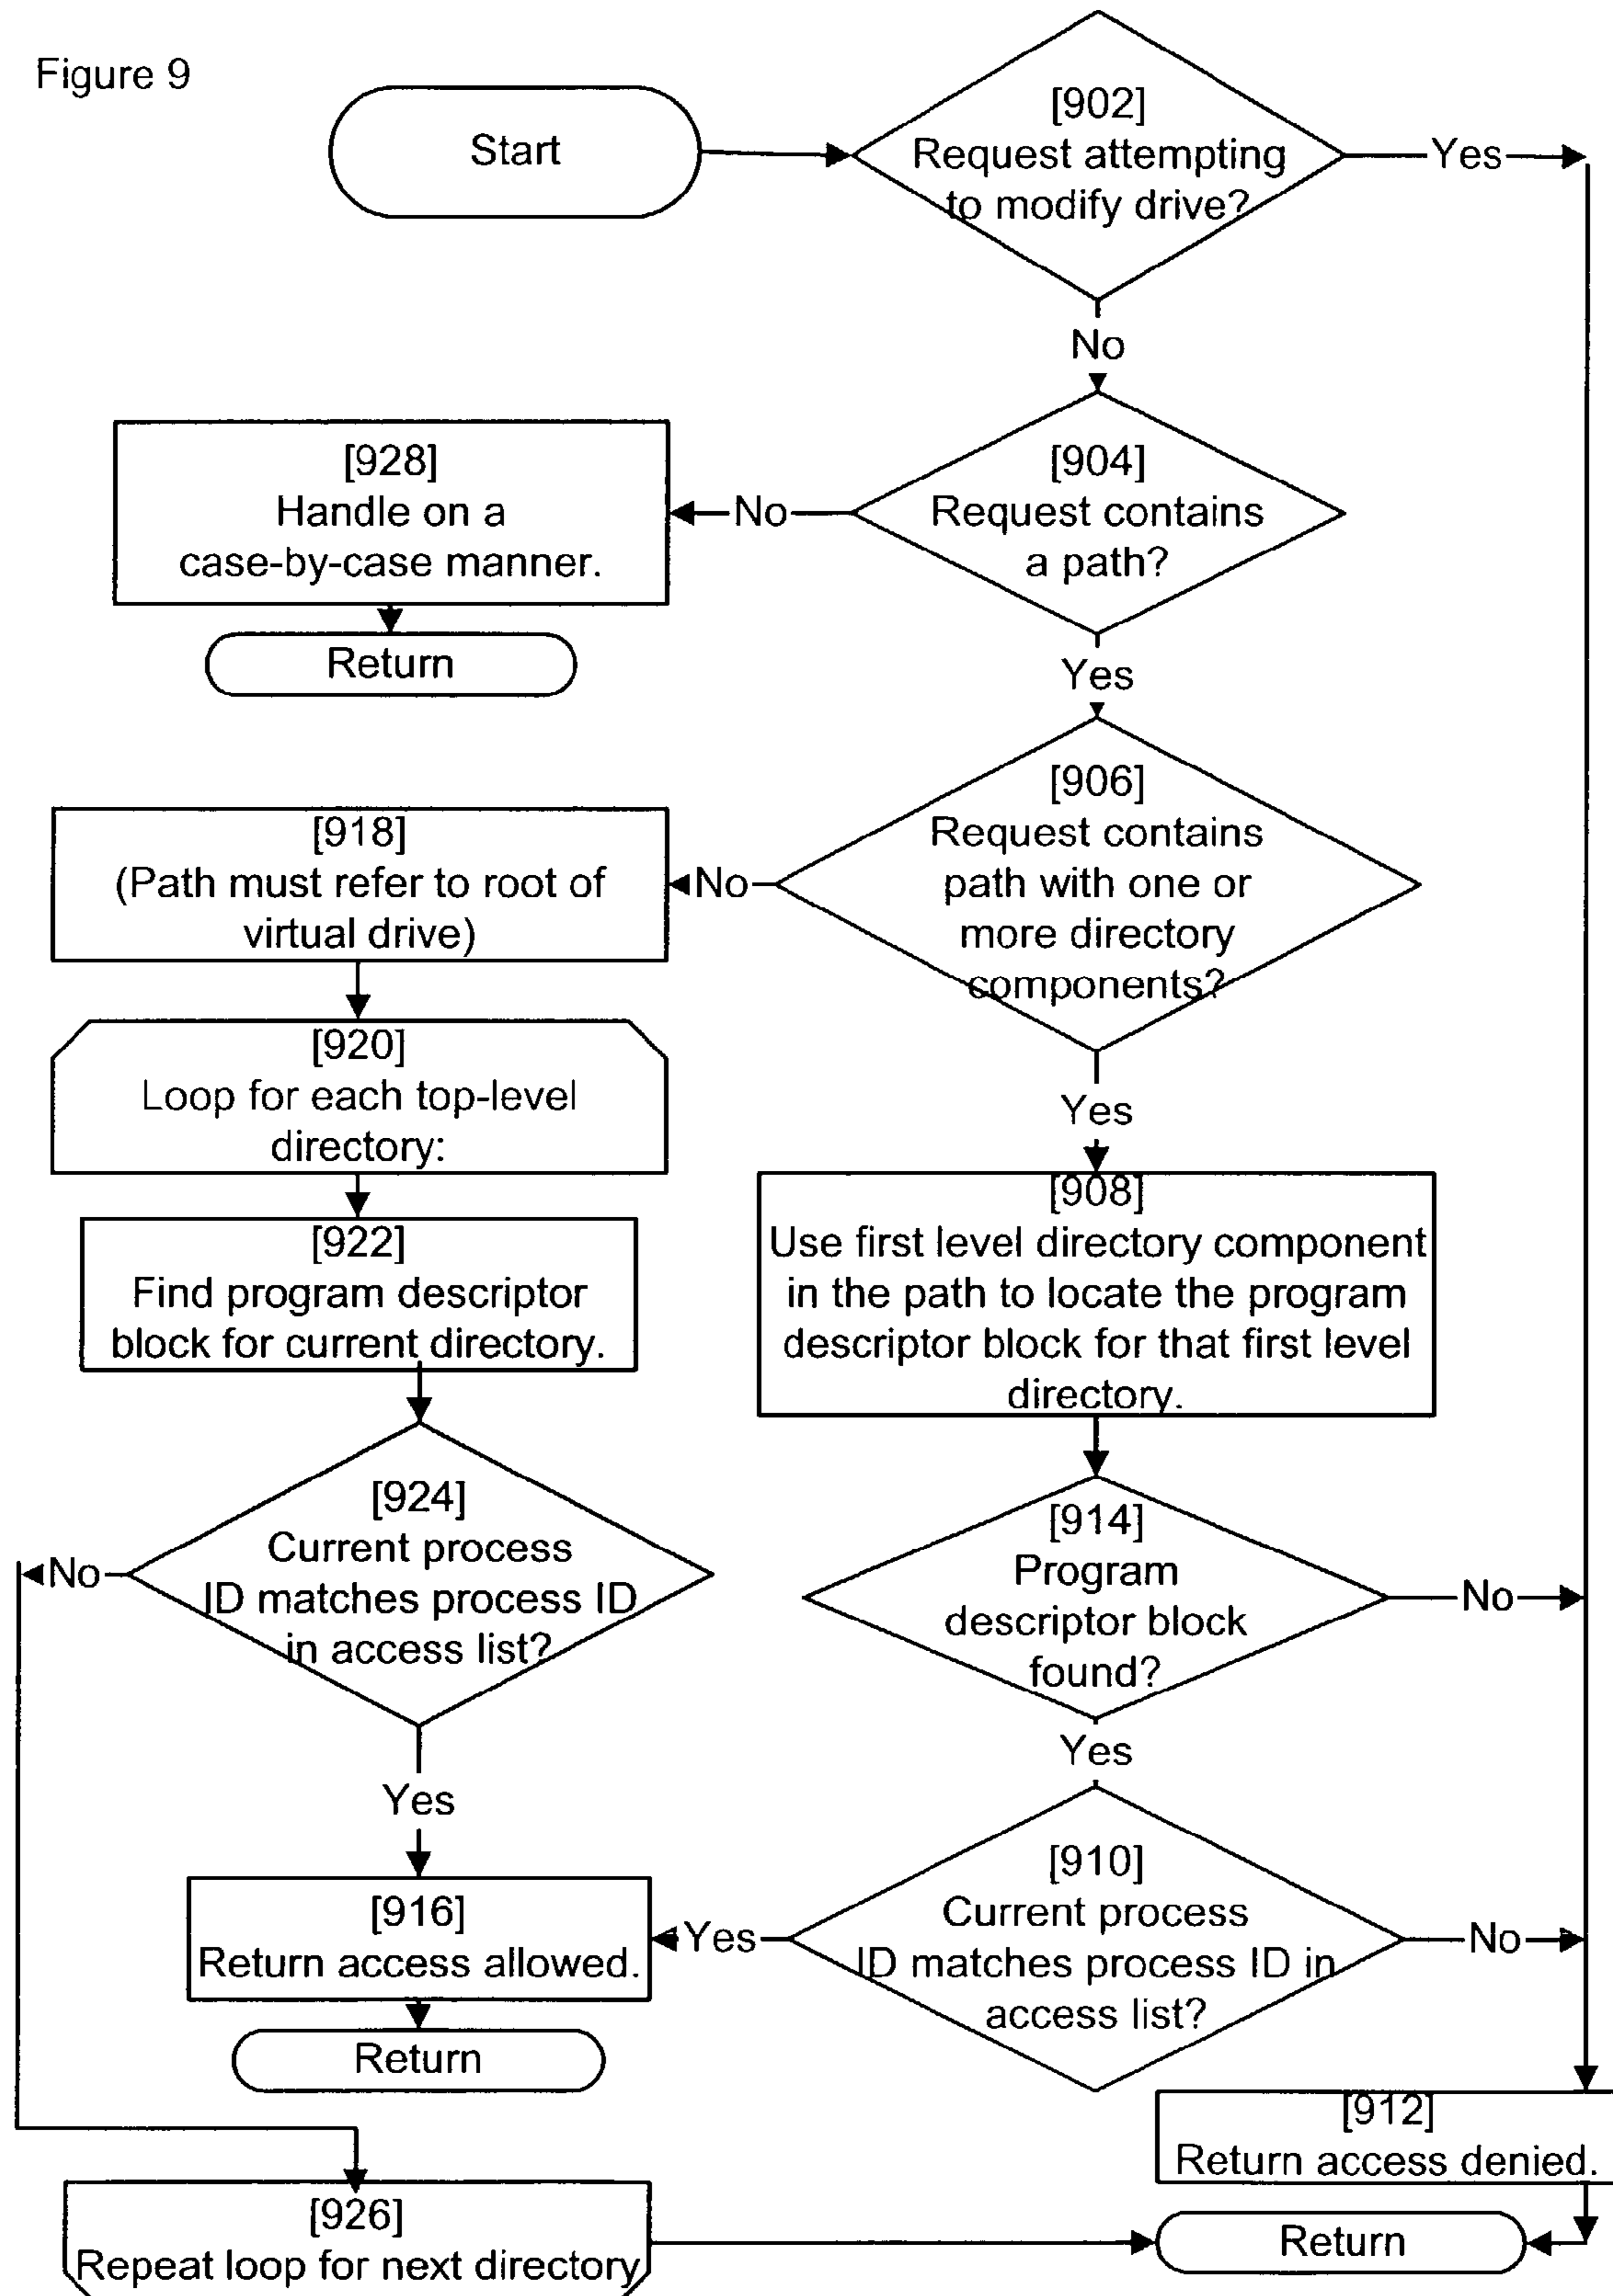 Figure 9
Start
[902]
Request attempting
to modify drive?
Yes
No
[928]
Handle on a
case-by-case manner.
Return
No
[904]
Request contains
a path?
Yes
[918]
(Path must refer to root of
virtual drive)
No
[906]
Request contains
path with one or
more directory
components?
Yes
[920]
Loop for each top-level
directory:
[922]
Find program descriptor
block for current directory.
[908]
Use first level directory component
in the path to locate the program
descriptor block for that first level
directory.
No
[924]
Current process
ID matches process ID
in access list?
Yes
[914]
Program
descriptor block
found?
No
Yes
[916]
Return access allowed.
Return
Yes
[910]
Current process
ID matches process ID in
access list?
No
[912]
Return access denied.
[926]
Repeat loop for next directory
Return